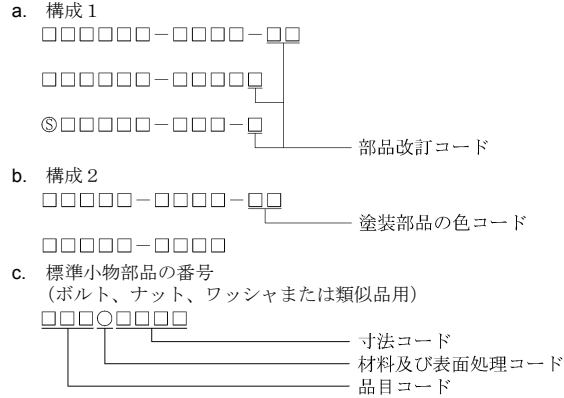 a. 構成１
□□□□□□－□□□□－□□
□□□□□□－□□□□□
Ⓢ□□□□□－□□□－□
部品改訂コード
b. 構成２
□□□□□－□□□□－□□
塗装部品の色コード
□□□□□－□□□□
c. 標準小物部品の番号
（ボルト、ナット、ワッシャまたは類似品用）
□□□○□□□□
寸法コード
材料及び表面処理コード
品目コード